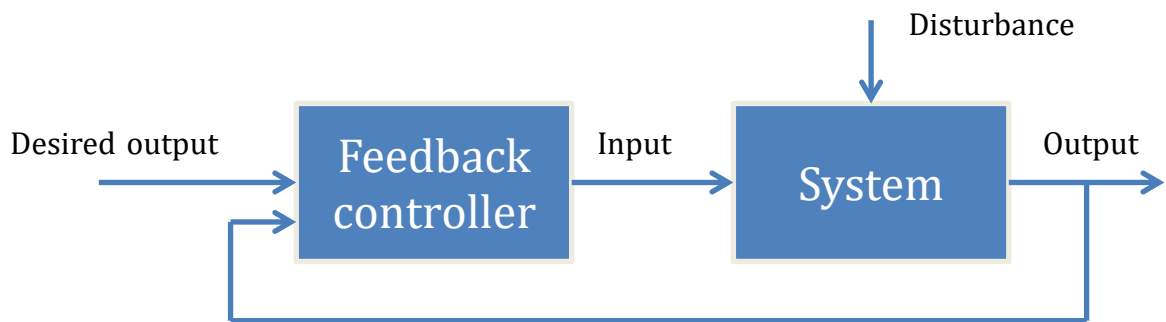 Disturbance
Desired output
Feedback
controller
Input
System
Output